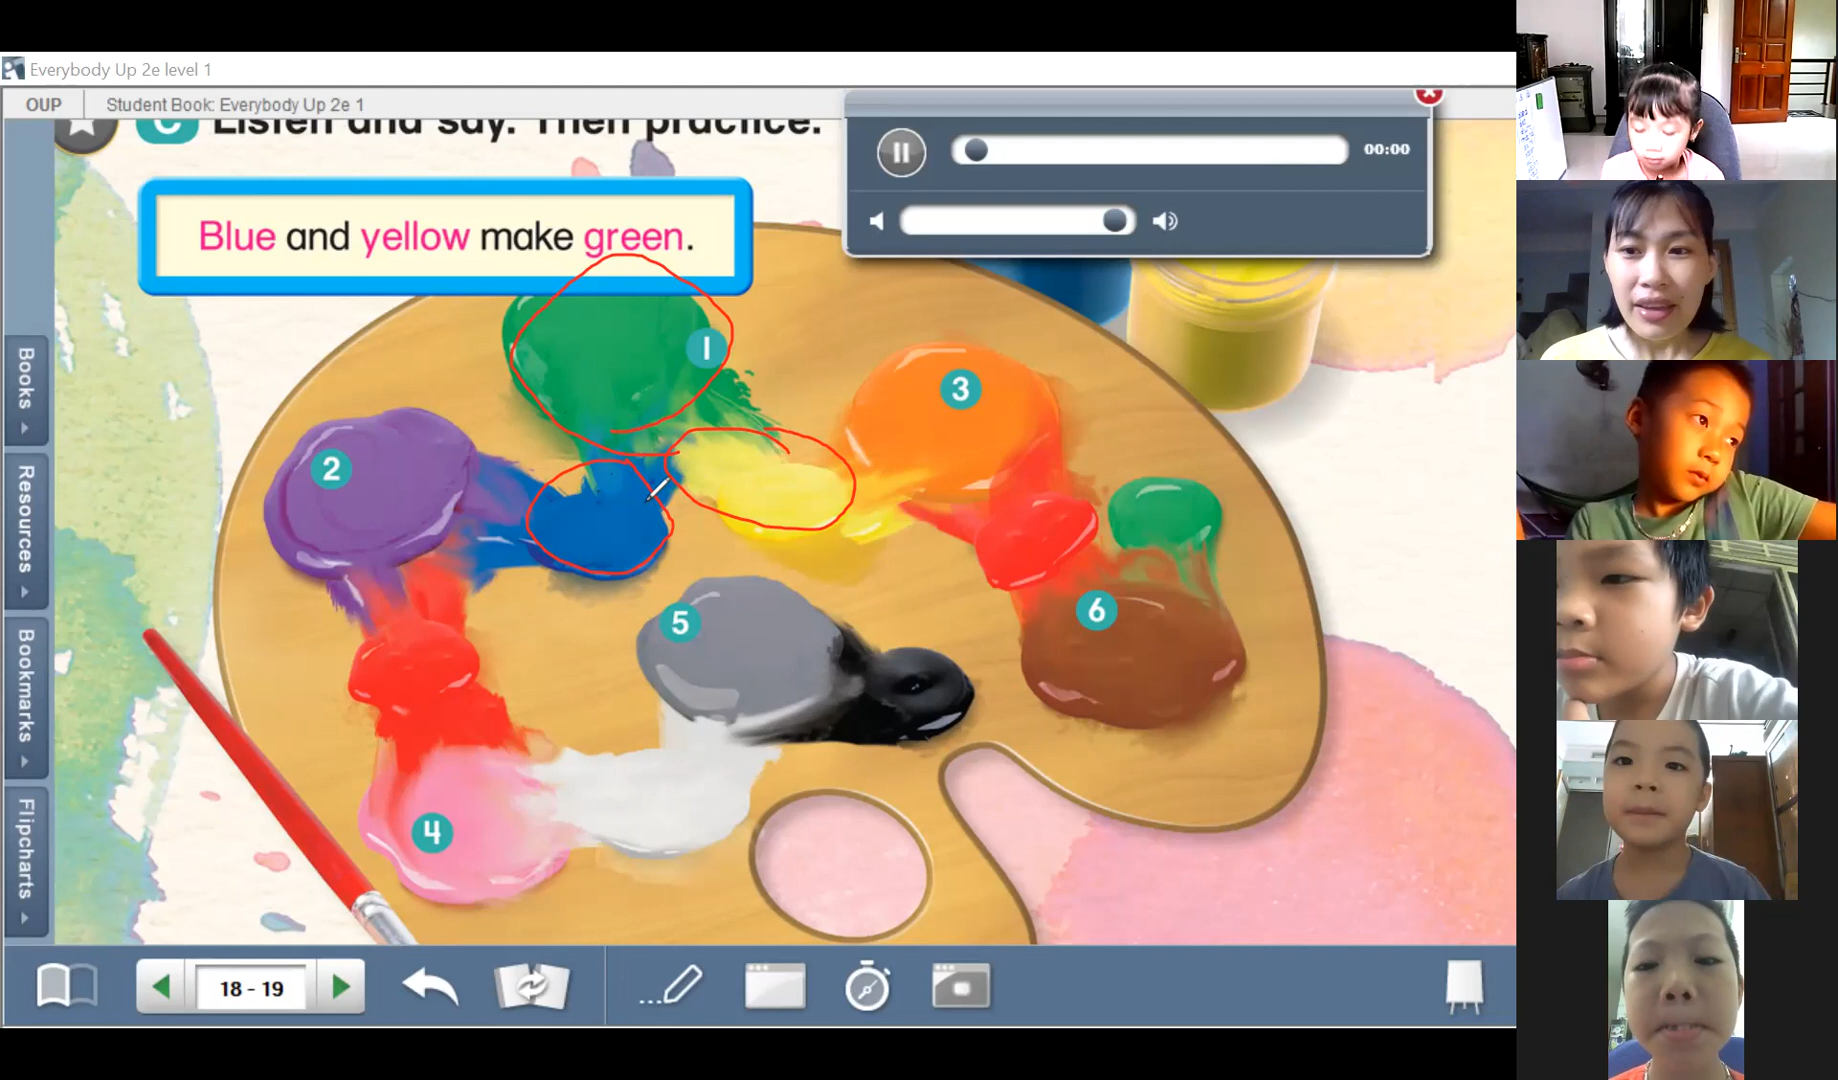 Everybody Up 2e level 1
OUP
Student Book: Everybody Up 2e 1
C Listen and say. Then practice.
00:00
Blue and yellow make green.
1
2
3
4
5
6
Books
Resources
Bookmarks
Flipcharts
18 - 19